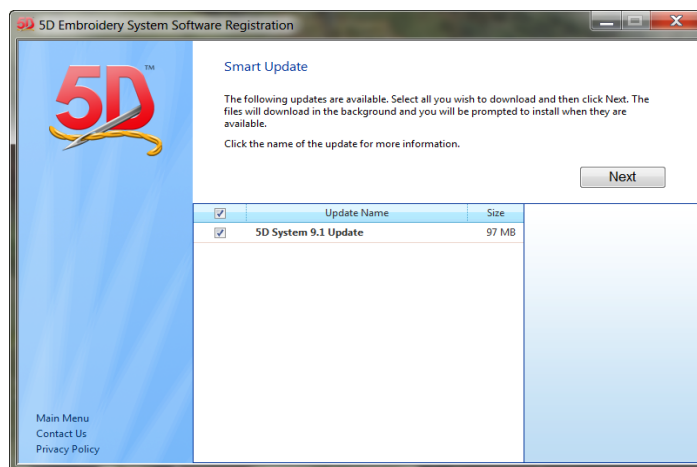 5D 5D Embroidery System Software Registration
5D™
Smart Update
The following updates are available. Select all you wish to download and then click Next. The
files will download in the background and you will be prompted to install when they are
available.
Click the name of the update for more information.
Next
Update Name Size
5D System 9.1 Update 97 MB
Main Menu
Contact Us
Privacy Policy